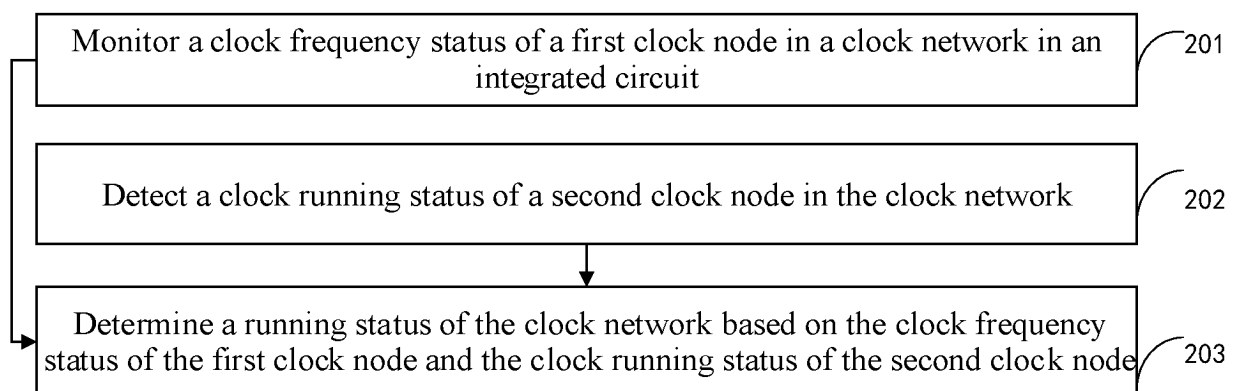 Monitor a clock frequency status of a first clock node in a clock network in an
integrated circuit
201
Detect a clock running status of a second clock node in the clock network
202
Determine a running status of the clock network based on the clock frequency
status of the first clock node and the clock running status of the second clock node
203